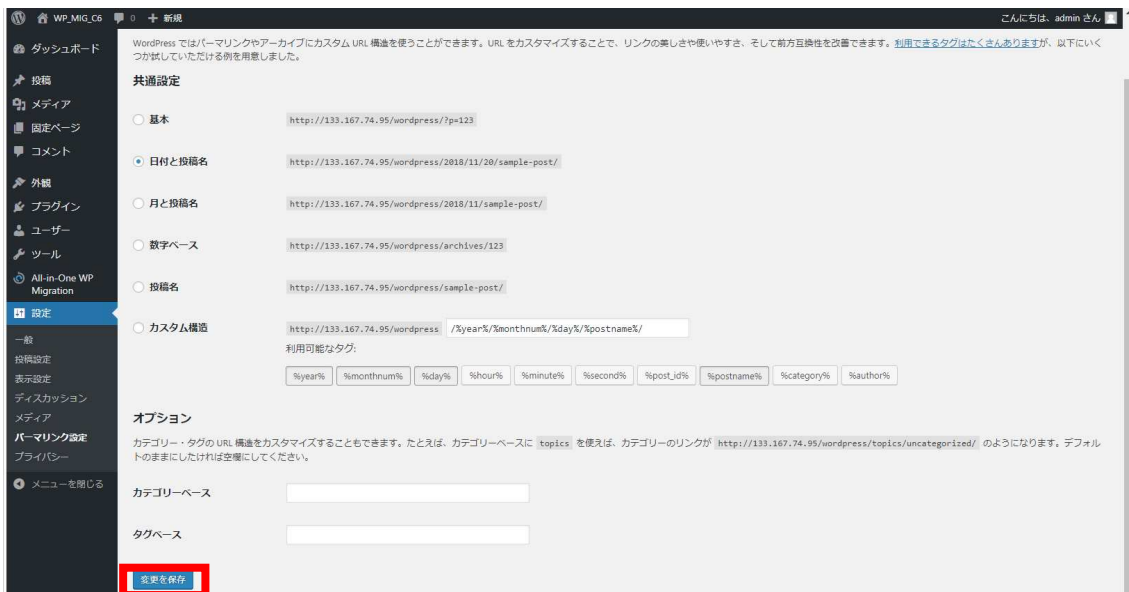 WP_MIG_C6 0 新規 こんにちは、admin さん
ダッシュボード
投稿
メディア
固定ページ
コメント
外観
プラグイン
ユーザー
ツール
All-in-One WP
Migration
設定
一般
投稿設定
表示設定
ディスカッション
メディア
パーマリンク設定
プライバシー
メニューを閉じる
WordPress ではパーマリンクやアーカイブにカスタム URL 構造を使うことができます。URL をカスタマイズすることで、リンクの美しさや使いやすさ、そして前方互換性を改善できます。利用できるタグはたくさんありますが、以下にいく
つか試していただける例を用意しました。
共通設定
基本 http://133.167.74.95/wordpress/?p=123
日付と投稿名 http://133.167.74.95/wordpress/2018/11/20/sample-post/
月と投稿名 http://133.167.74.95/wordpress/2018/11/sample-post/
数字ベース http://133.167.74.95/wordpress/archives/123
投稿名 http://133.167.74.95/wordpress/sample-post/
カスタム構造 http://133.167.74.95/wordpress /%year%/%monthnum%/%day%/%postname%/
利用可能なタグ:
%year% %monthnum% %day% %hour% %minute% %second% %post_id% %postname% %category% %author%
オプション
カテゴリー・タグの URL 構造をカスタマイズすることもできます。たとえば、カテゴリーベースに topics を使えば、カテゴリーのリンクが http://133.167.74.95/wordpress/topics/uncategorized/ のようになります。デフォル
トのままにしたければ空欄にしてください。
カテゴリーベース
タグベース
変更を保存